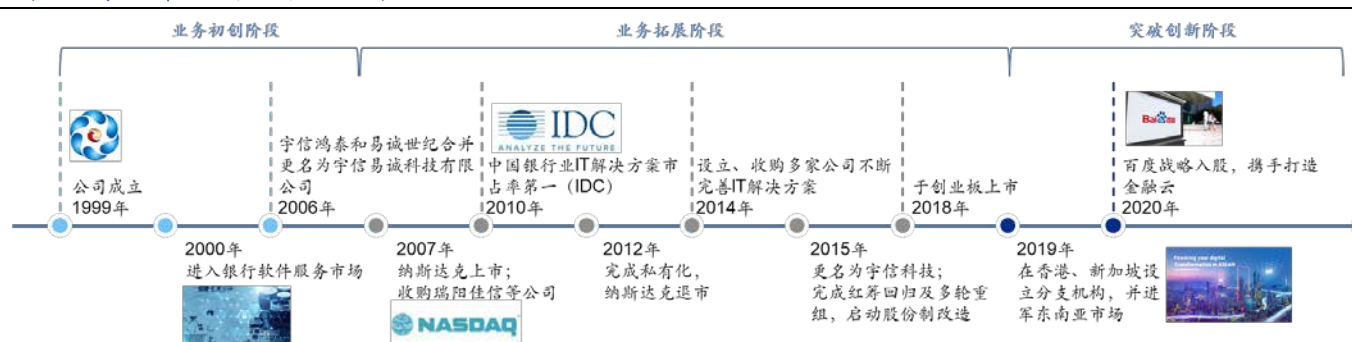 业务初创阶段
业务拓展阶段
突破创新阶段
公司成立
1999年
2000年
进入银行软件服务市场
宇信鸿泰和易诚世纪合并
更名为宇信易诚科技有限
公司
2006年
2007年
纳斯达克上市；
收购瑞阳佳信等公司
NASDAQ
IDC
ANALYZE THE FUTURE
中国银行业IT解决方案市
占率第一（IDC）
2010年
2012年
完成私有化，
纳斯达克退市
设立、收购多家公司不断
完善IT解决方案
2014年
2015年
更名为宇信科技；
完成红筹回归及多轮重
组，启动股份制改造
于创业板上市
2018年
2019年
在香港、新加坡设
立分支机构，并进
军东南亚市场
Powering your digital
Transformation in ASEAN
Bai百度
百度战略入股，携手打造
金融云
2020年